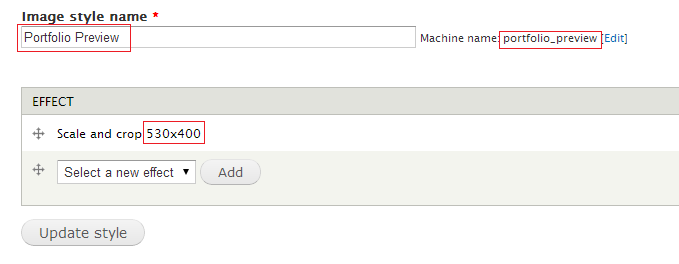 Image style name *
Portfolio Preview Machine name: portfolio_preview [Edit]
EFFECT
Scale and crop 530x400
Select a new effect Add
Update style